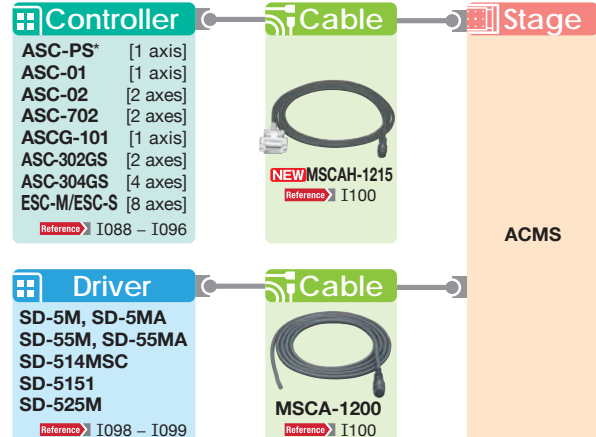 Controller
ASC-PS* [1 axis]
ASC-01 [1 axis]
ASC-02 [2 axes]
ASC-702 [2 axes]
ASCG-101 [1 axis]
ASC-302GS [2 axes]
ASC-304GS [4 axes]
ESC-M/ESC-S [8 axes]
Reference I088 – I096
Cable
NEW MSCAH-1215
Reference I100
Stage
ACMS
Driver
SD-5M, SD-5MA
SD-55M, SD-55MA
SD-514MSC
SD-5151
SD-525M
Reference I098 – I099
Cable
MSCA-1200
Reference I100